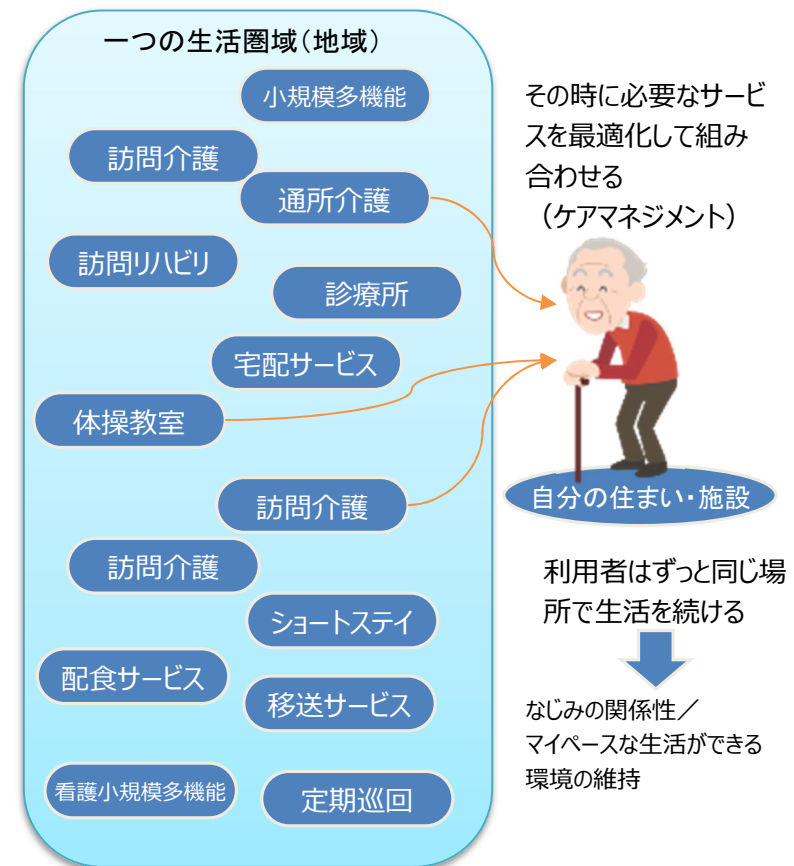 一つの生活圏域（地域）
小規模多機能
訪問介護
通所介護
訪問リハビリ
診療所
宅配サービス
体操教室
訪問介護
訪問介護
ショートステイ
配食サービス
移送サービス
看護小規模多機能
定期巡回
その時に必要なサービ
スを最適化して組み
合わせる
（ケアマネジメント）
自分の住まい・施設
利用者はずっと同じ場
所で生活を続ける
なじみの関係性／
マイペースな生活ができる
環境の維持